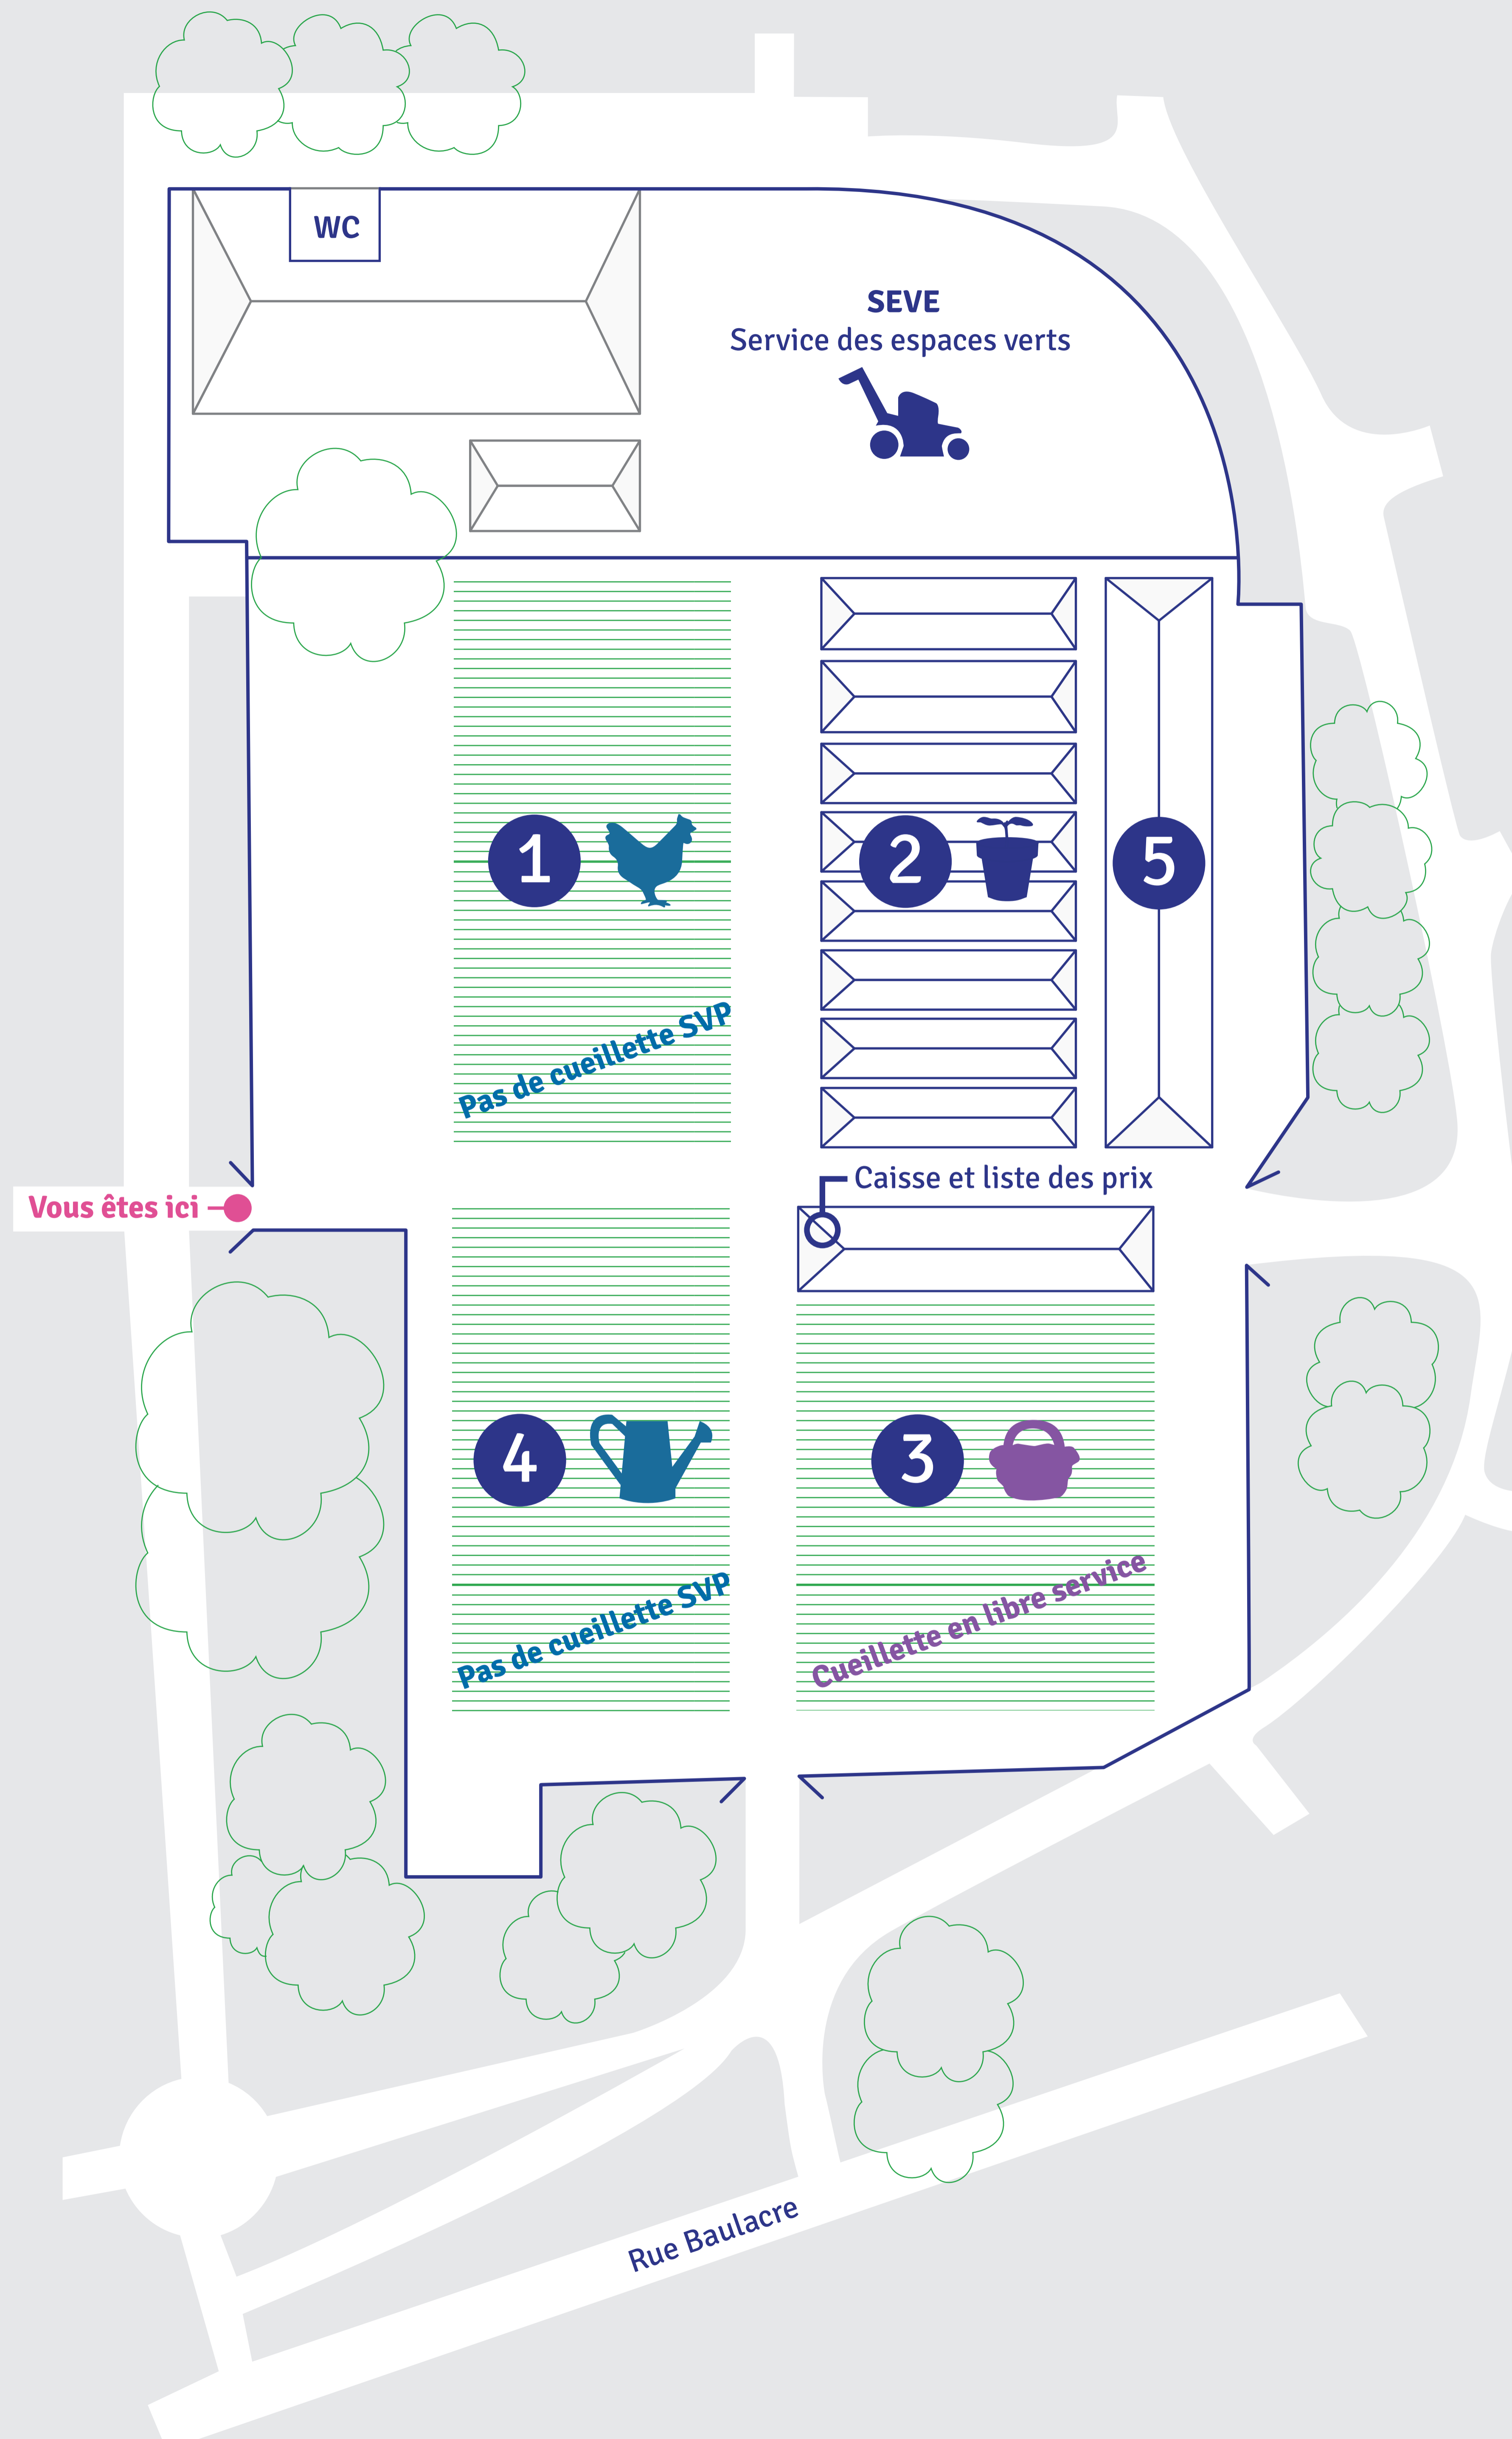 WC
SEVE
Service des espaces verts
1
2
5
Pas de cueillette SVP
Caisse et liste des prix
Vous êtes ici
4
3
Pas de cueillette SVP
Cueillette en libre service
Rue Baulacre